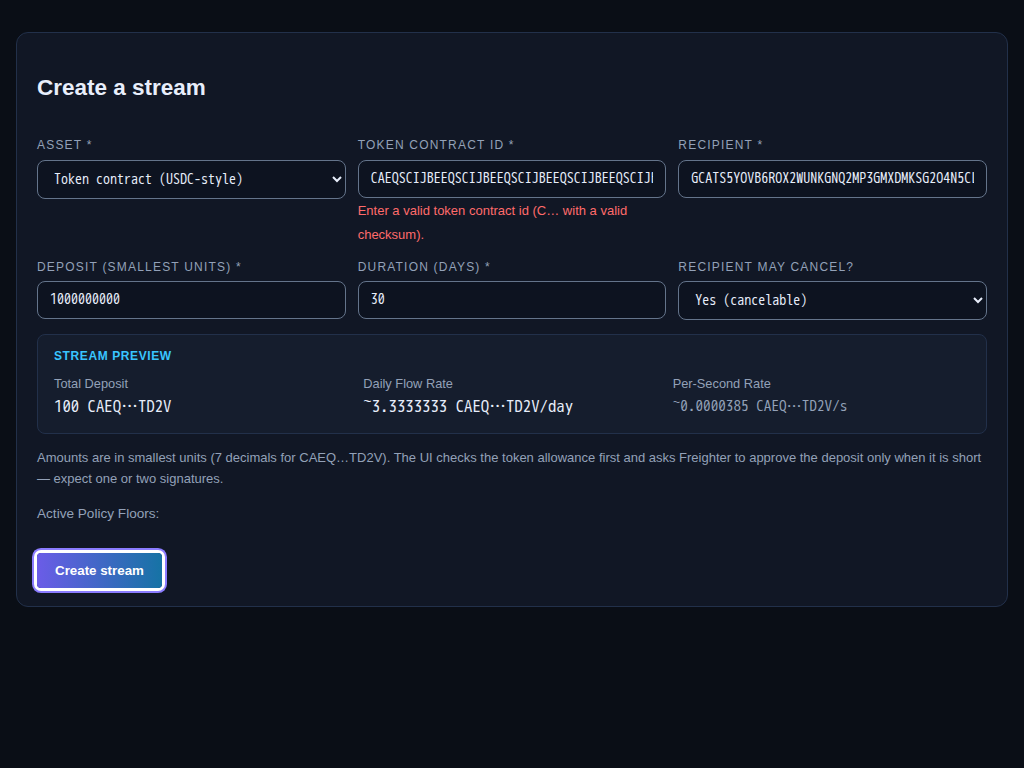 Create a stream
ASSET *
TOKEN CONTRACT ID *
RECIPIENT *
Token contract (USDC-style)
CAEQSCIJBEEQSCIJBEEQSCIJBEEQSCIJBEEQSCIJ
GCATS5YOVB6ROX2WUNKGNQ2MP3GMXDMKSG2O4N5C
Enter a valid token contract id (C… with a valid
checksum).
DEPOSIT (SMALLEST UNITS) *
DURATION (DAYS) *
RECIPIENT MAY CANCEL?
1000000000
30
Yes (cancelable)
STREAM PREVIEW
Total Deposit
Daily Flow Rate
Per-Second Rate
100 CAEQ…TD2V
~3.3333333 CAEQ…TD2V/day
~0.0000385 CAEQ…TD2V/s
Amounts are in smallest units (7 decimals for CAEQ…TD2V). The UI checks the token allowance first and asks Freighter to approve the deposit only when it is short
— expect one or two signatures.
Active Policy Floors:
Create stream